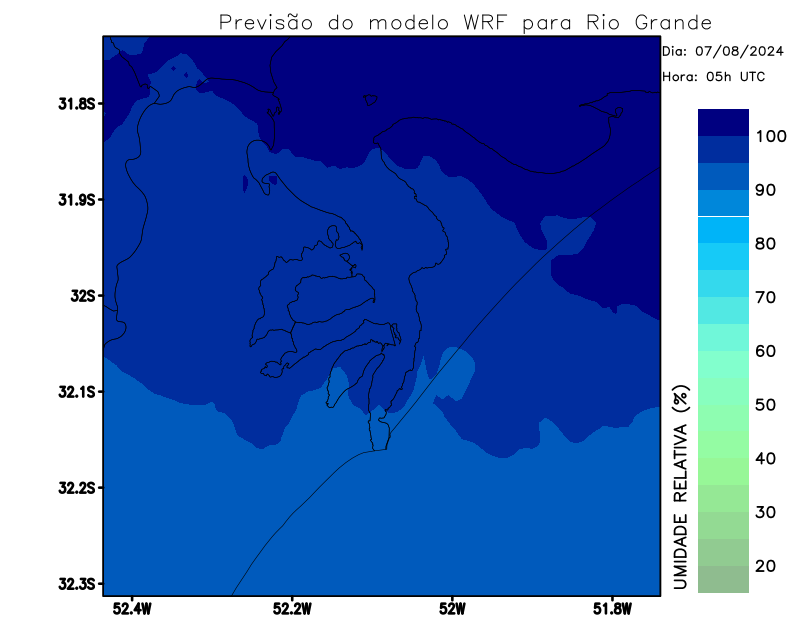 Previsão do modelo WRF para Rio Grande
Dia: 07/08/2024
Hora: 05h UTC
31.8S
31.9S
32S
32.1S
32.2S
32.3S
52.4W
52.2W
52W
51.8W
UMIDADE RELATIVA (%)
100
90
80
70
60
50
40
30
20